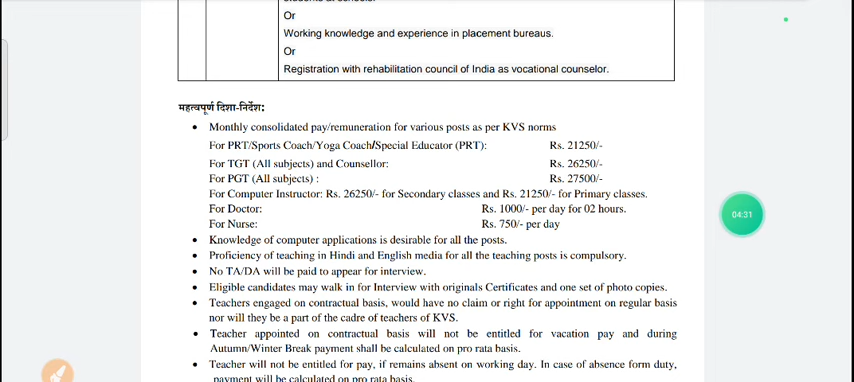 Or
Working knowledge and experience in placement bureaus.
Or
Registration with rehabilitation council of India as vocational counselor.
महत्वपूर्ण दिशा-निर्देश:
• Monthly consolidated pay/remuneration for various posts as per KVS norms
For PRT/Sports Coach/Yoga Coach/Special Educator (PRT): Rs. 21250/-
For TGT (All subjects) and Counsellor: Rs. 26250/-
For PGT (All subjects) : Rs. 27500/-
For Computer Instructor: Rs. 26250/- for Secondary classes and Rs. 21250/- for Primary classes.
For Doctor: Rs. 1000/- per day for 02 hours.
For Nurse: Rs. 750/- per day
• Knowledge of computer applications is desirable for all the posts.
• Proficiency of teaching in Hindi and English media for all the teaching posts is compulsory.
• No TA/DA will be paid to appear for interview.
• Eligible candidates may walk in for Interview with originals Certificates and one set of photo copies.
• Teachers engaged on contractual basis, would have no claim or right for appointment on regular basis
nor will they be a part of the cadre of teachers of KVS.
• Teacher appointed on contractual basis will not be entitled for vacation pay and during
Autumn/Winter Break payment shall be calculated on pro rata basis.
• Teacher will not be entitled for pay, if remains absent on working day. In case of absence form duty,
payment will be calculated on pro rata basis.
04:31